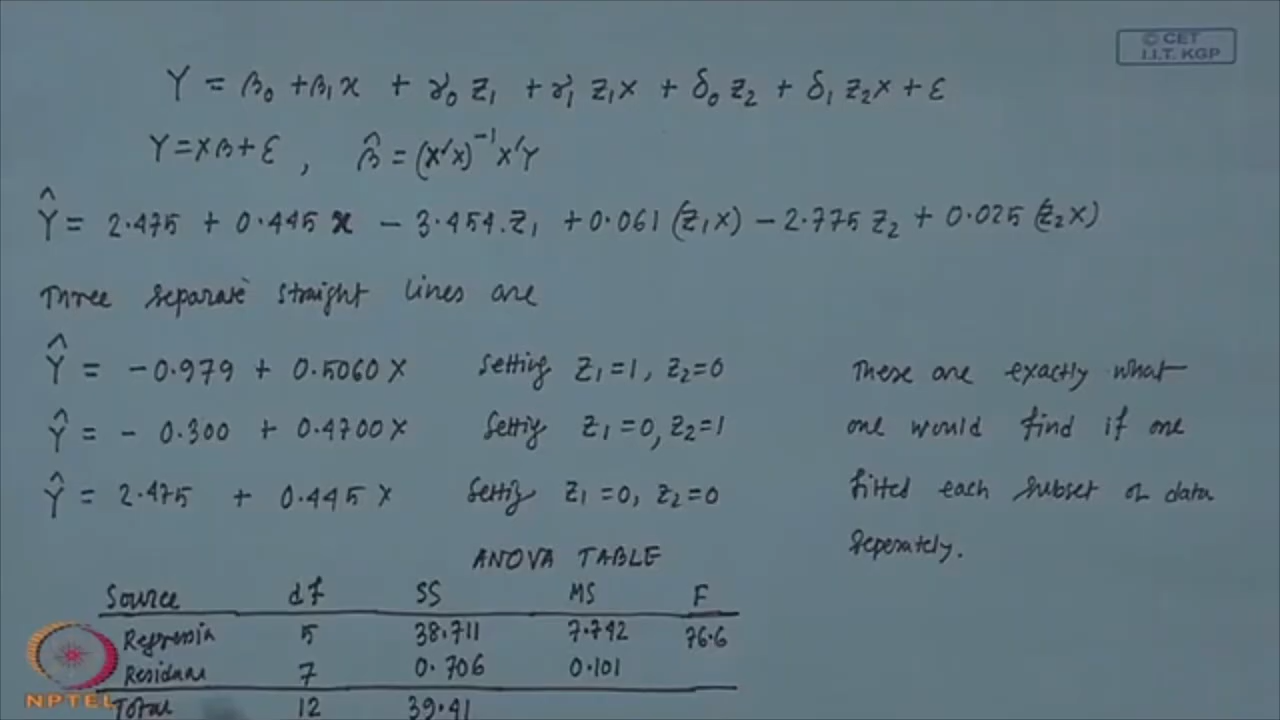 © CET
I.I.T. KGP
Y = β₀ + β₁x + γ₀ z₁ + γ₁ z₁x + δ₀ z₂ + δ₁ z₂x + ε
Y = Xβ + ε , β̂ = (X'X)⁻¹ X'Y
Ŷ = 2.475 + 0.445 x − 3.454. z₁ + 0.061 (z₁x) − 2.775 z₂ + 0.025 (z₂x)
Three separate straight lines are
Ŷ = −0.979 + 0.5060 x Setting z₁=1, z₂=0
Ŷ = − 0.300 + 0.4700 x Settig z₁=0, z₂=1
Ŷ = 2.475 + 0.445 x Settig z₁=0, z₂=0
These are exactly what
one would find if one
fitted each subset of data
seperately.
ANOVA TABLE
Source df SS MS F
Regressin 5 38.711 7.742 76.6
Residual 7 0.706 0.101
Total 12 39.41
NPTEL